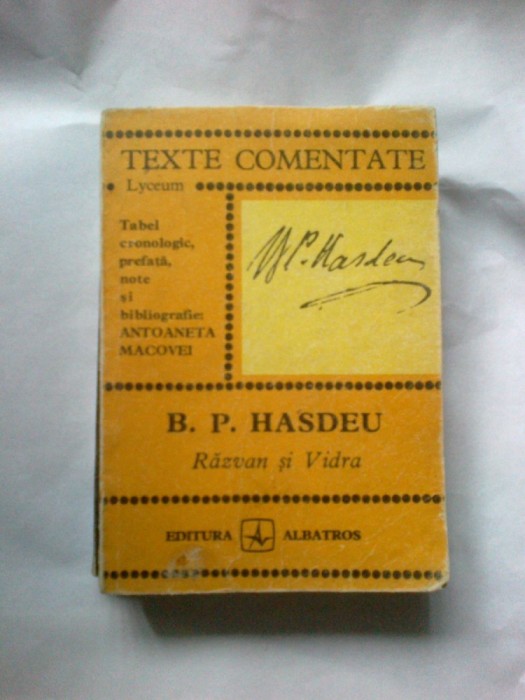 TEXTE COMENTATE
Lyceum
Tabel
cronologic,
prefață,
note
și
bibliografie:
ANTOANETA
MACOVEI
B P. Hasdeu
B. P. HASDEU
Răzvan și Vidra
EDITURA ALBATROS